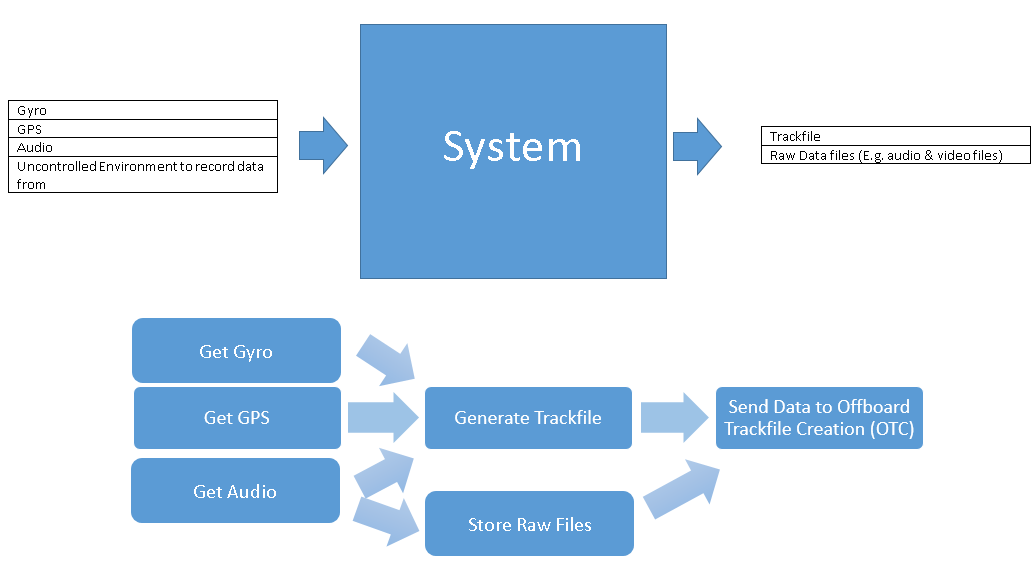 Gyro
GPS
Audio
Uncontrolled Environment to record data
from
System
Trackfile
Raw Data files (E.g. audio & video files)
Get Gyro
Get GPS
Get Audio
Generate Trackfile
Store Raw Files
Send Data to Offboard
Trackfile Creation (OTC)